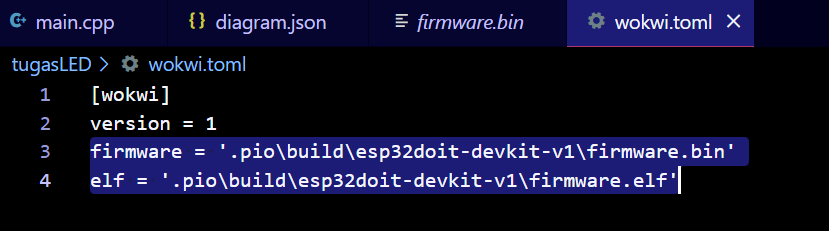 main.cpp
diagram.json
firmware.bin
wokwi.toml
tugasLED > wokwi.toml
1 [wokwi]
2 version = 1
3 firmware = '.pio\build\esp32doit-devkit-v1\firmware.bin'
4 elf = '.pio\build\esp32doit-devkit-v1\firmware.elf'